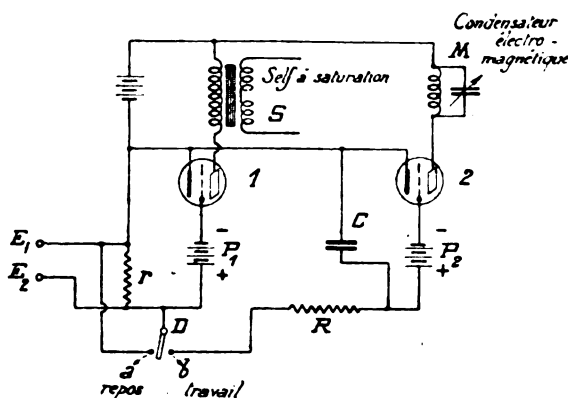 Condensateur
électro-
magnétique
M
Self à saturation
S
1
2
E₁
E₂
r
P₁
-
+
C
P₂
-
+
R
D
a
repos
b
travail